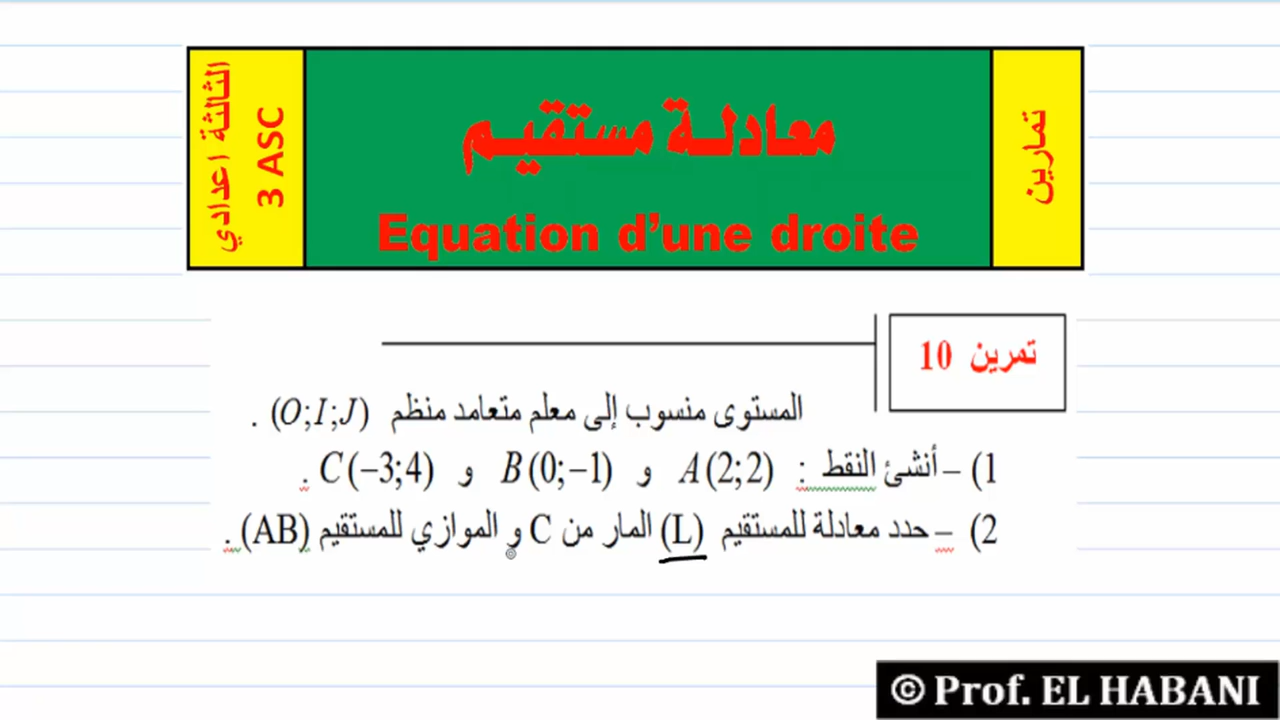 الثالثة اعدادي
3 ASC
معادلة مستقيم
Equation d'une droite
تمارين
تمرين 10
المستوى منسوب إلى معلم متعامد منظم (O;I;J) .
1) – أنشئ النقط : A(2;2) و B(0;−1) و C(−3;4) .
2) – حدد معادلة للمستقيم (L) المار من C و الموازي للمستقيم (AB) .
© Prof. EL HABANI